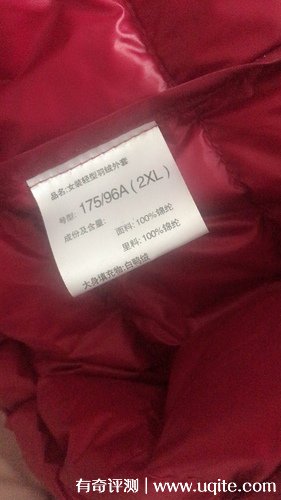 品名:女装轻型羽绒外套
号型: 175/96A ( 2XL )
成份及含量:
面料: 100%锦纶
里料: 100%锦纶
大身填充物:白鹅绒
有奇评测 | www.uqite.com